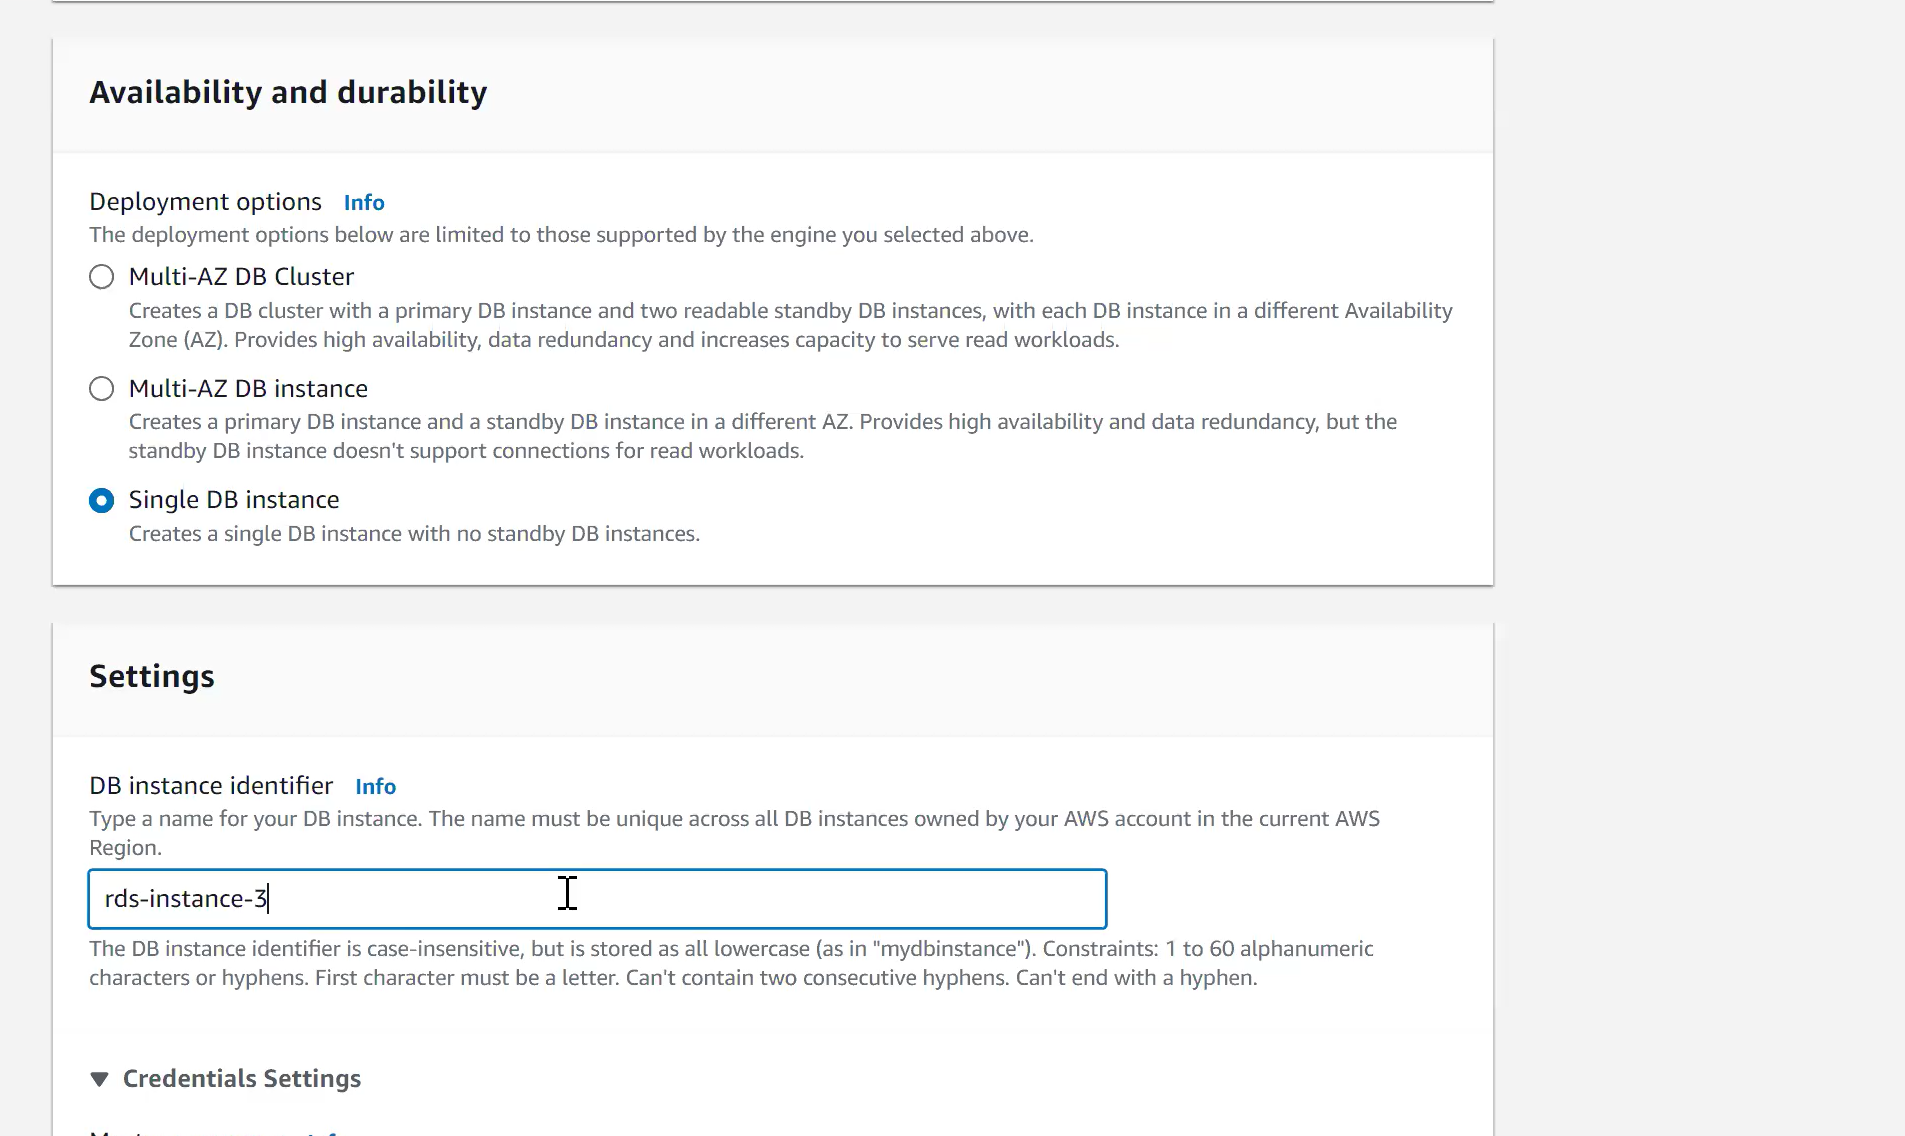 Availability and durability
Deployment options Info
The deployment options below are limited to those supported by the engine you selected above.
Multi-AZ DB Cluster
Creates a DB cluster with a primary DB instance and two readable standby DB instances, with each DB instance in a different Availability
Zone (AZ). Provides high availability, data redundancy and increases capacity to serve read workloads.
Multi-AZ DB instance
Creates a primary DB instance and a standby DB instance in a different AZ. Provides high availability and data redundancy, but the
standby DB instance doesn't support connections for read workloads.
Single DB instance
Creates a single DB instance with no standby DB instances.
Settings
DB instance identifier Info
Type a name for your DB instance. The name must be unique across all DB instances owned by your AWS account in the current AWS
Region.
rds-instance-3
The DB instance identifier is case-insensitive, but is stored as all lowercase (as in "mydbinstance"). Constraints: 1 to 60 alphanumeric
characters or hyphens. First character must be a letter. Can't contain two consecutive hyphens. Can't end with a hyphen.
Credentials Settings